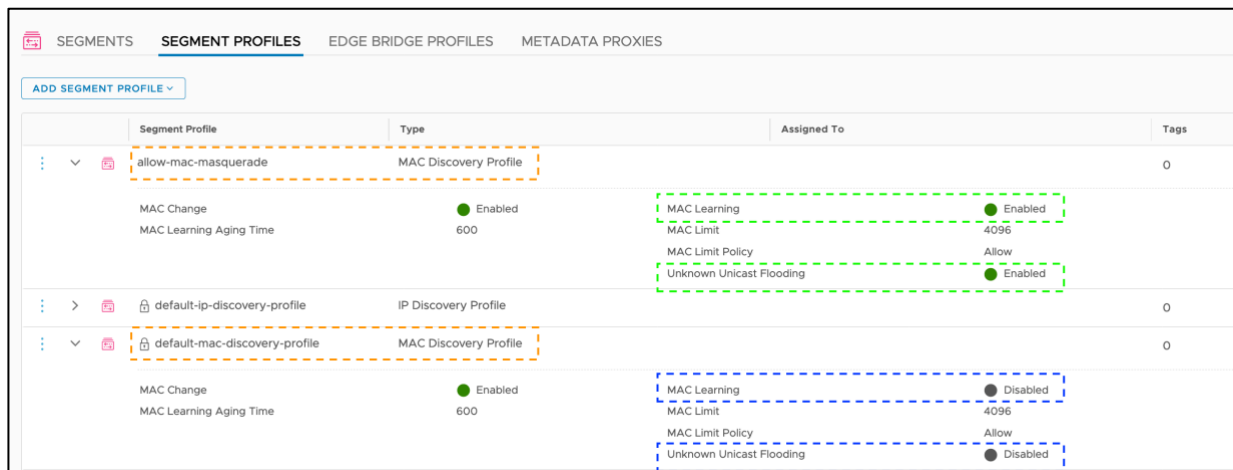 SEGMENTS SEGMENT PROFILES EDGE BRIDGE PROFILES METADATA PROXIES
ADD SEGMENT PROFILE
Segment Profile Type Assigned To Tags
allow-mac-masquerade MAC Discovery Profile 0
MAC Change Enabled MAC Learning Enabled
MAC Learning Aging Time 600 MAC Limit 4096
MAC Limit Policy Allow
Unknown Unicast Flooding Enabled
default-ip-discovery-profile IP Discovery Profile 0
default-mac-discovery-profile MAC Discovery Profile 0
MAC Change Enabled MAC Learning Disabled
MAC Learning Aging Time 600 MAC Limit 4096
MAC Limit Policy Allow
Unknown Unicast Flooding Disabled